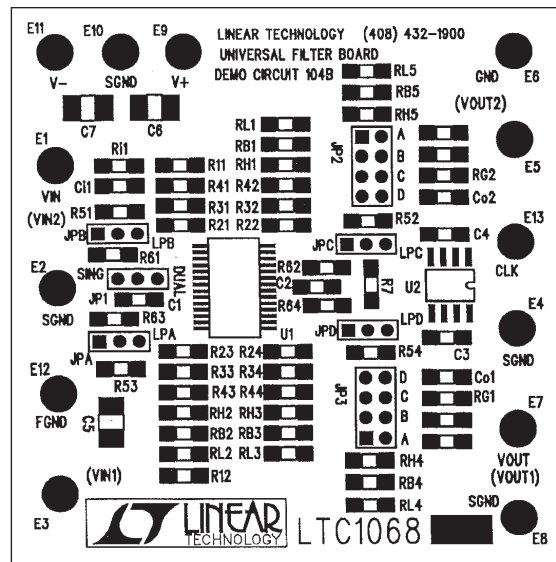 E11 E10 E9 LINEAR TECHNOLOGY (408) 432-1900
UNIVERSAL FILTER BOARD
DEMO CIRCUIT 104B
V- SGND V+
C7 C6
RL5
RB5
RH5
GND E6
(VOUT2)
E1
VIN
(VIN2)
Ri1
Ci1
R51
JPB LPB
R61
RL1
RB1
R11 RH1
R41 R42
R31 R32
R21 R22
JP2
A
B
C
D
RG2
Co2
E5
R52
C4
E13
CLK
JPC LPC
E2
SGND
SING DUAL
JP1 C1
R63
JPA LPA
R53
R62
C2
R64
R7
U2
JPD LPD
R54
C3
E4
SGND
U1
R23 R24
R33 R34
R43 R44
RH2 RH3
RB2 RB3
RL2 RL3
R12
JP3
D
C
B
A
Co1
RG1
E12
FGND
C5
E7
VOUT
(VOUT1)
RH4
RB4
RL4
(VIN1)
E3
SGND
E8
LINEAR
TECHNOLOGY
LTC1068